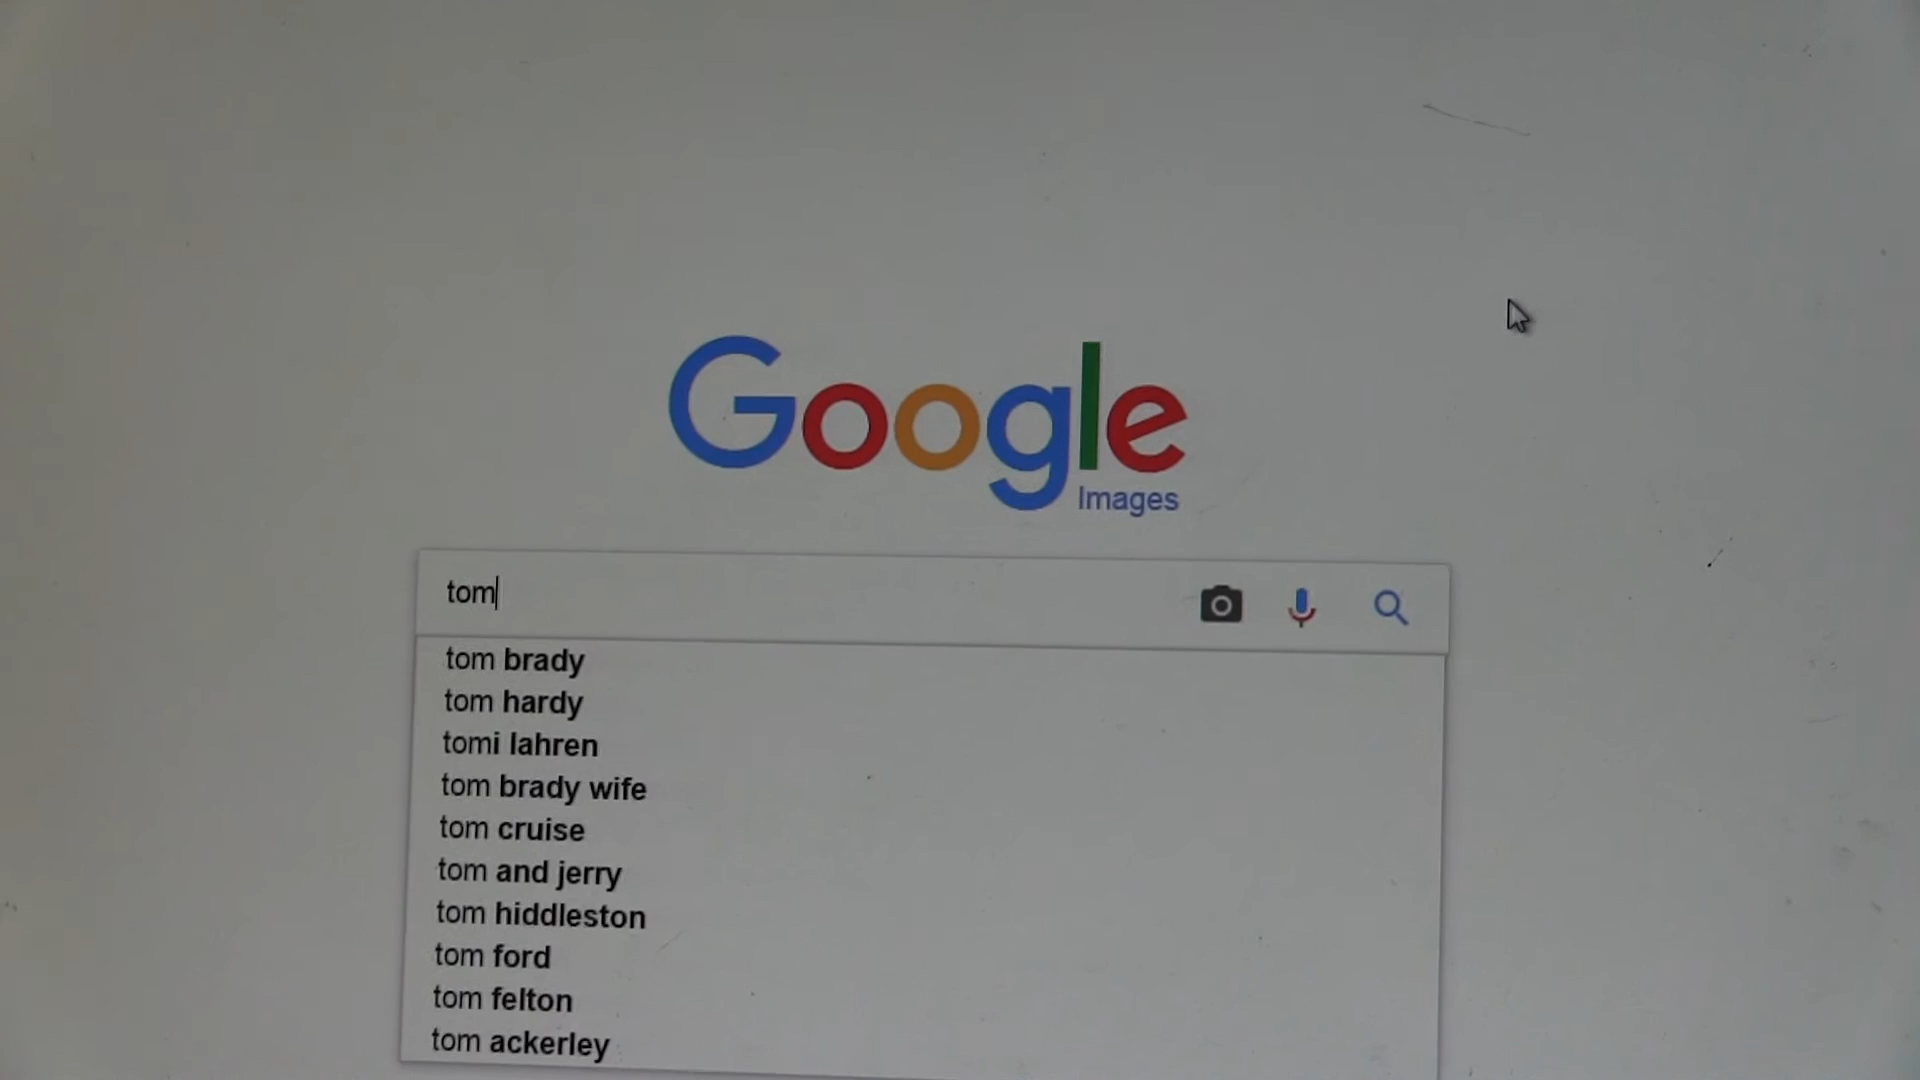 Google
Images
tom
tom brady
tom hardy
tomi lahren
tom brady wife
tom cruise
tom and jerry
tom hiddleston
tom ford
tom felton
tom ackerley